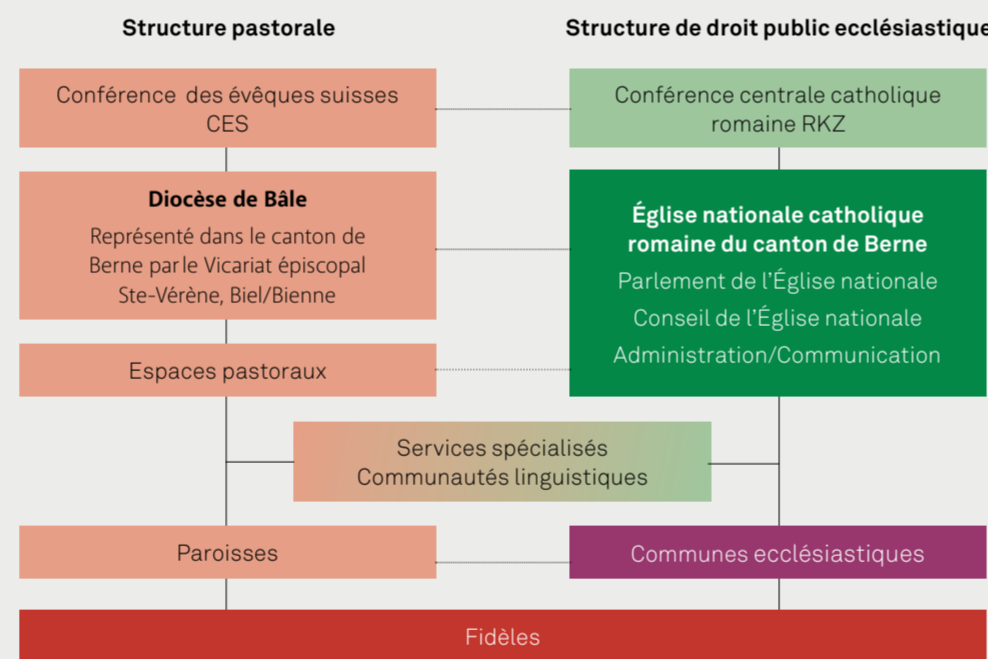 Structure pastorale
Structure de droit public ecclésiastique
Conférence des évêques suisses
CES
Conférence centrale catholique
romaine RKZ
Diocèse de Bâle
Représenté dans le canton de
Berne par le Vicariat épiscopal
Ste-Vérène, Biel/Bienne
Église nationale catholique
romaine du canton de Berne
Parlement de l'Église nationale
Conseil de l'Église nationale
Administration/Communication
Espaces pastoraux
Services spécialisés
Communautés linguistiques
Paroisses
Communes ecclésiastiques
Fidèles